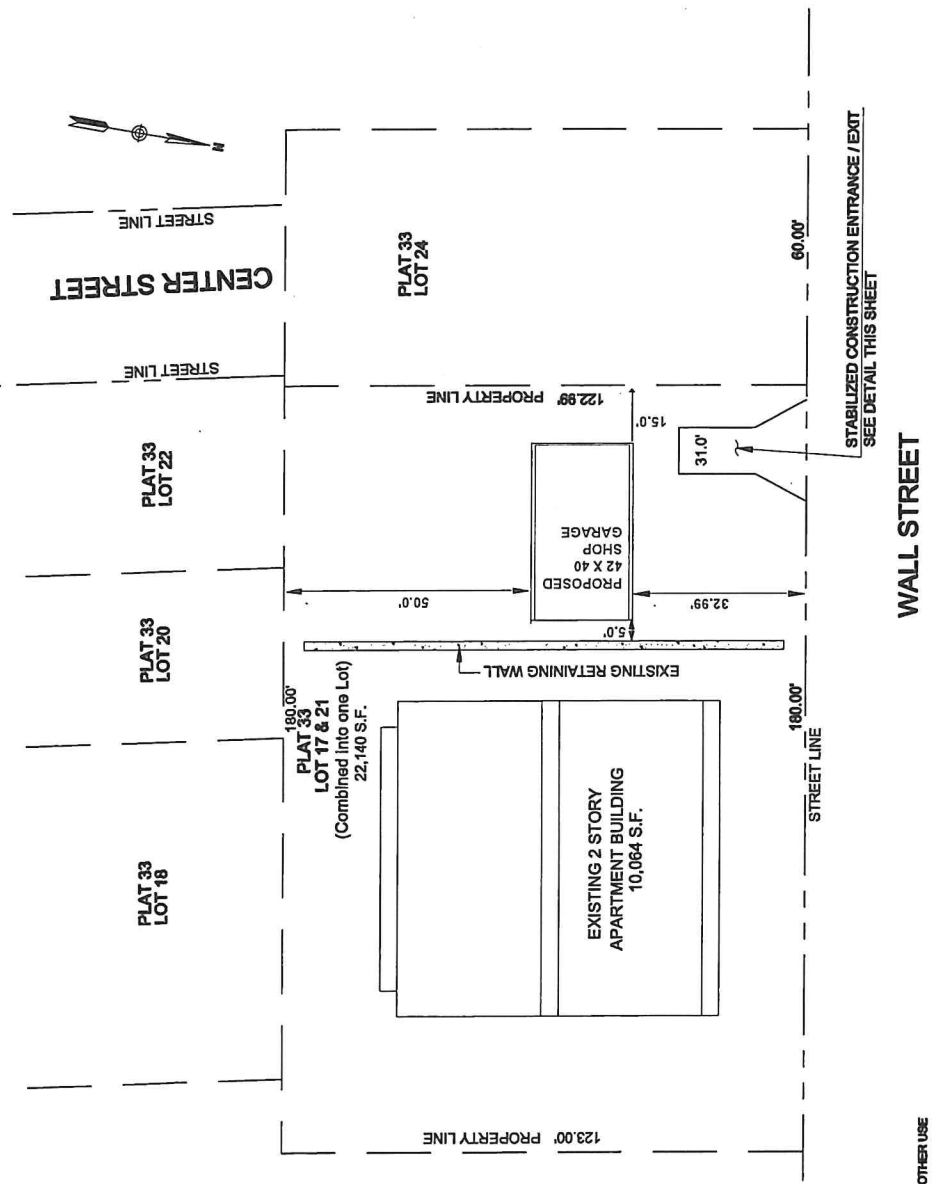 N
STREET LINE
CENTER STREET
STREET LINE
PLAT 33
LOT 24
60.00'
STABILIZED CONSTRUCTION ENTRANCE / EXIT
SEE DETAIL THIS SHEET
PLAT 33
LOT 22
PROPERTY LINE
122.99'
15.0'
31.0'
PROPOSED
42 X 40
SHOP
GARAGE
50.0'
32.99'
5.0'
PLAT 33
LOT 20
EXISTING RETAINING WALL
180.00'
PLAT 33
LOT 17 & 21
(Combined into one Lot)
22,140 S.F.
180.00'
STREET LINE
WALL STREET
PLAT 33
LOT 18
EXISTING 2 STORY
APARTMENT BUILDING
10,064 S.F.
123.00' PROPERTY LINE
OTHER USE